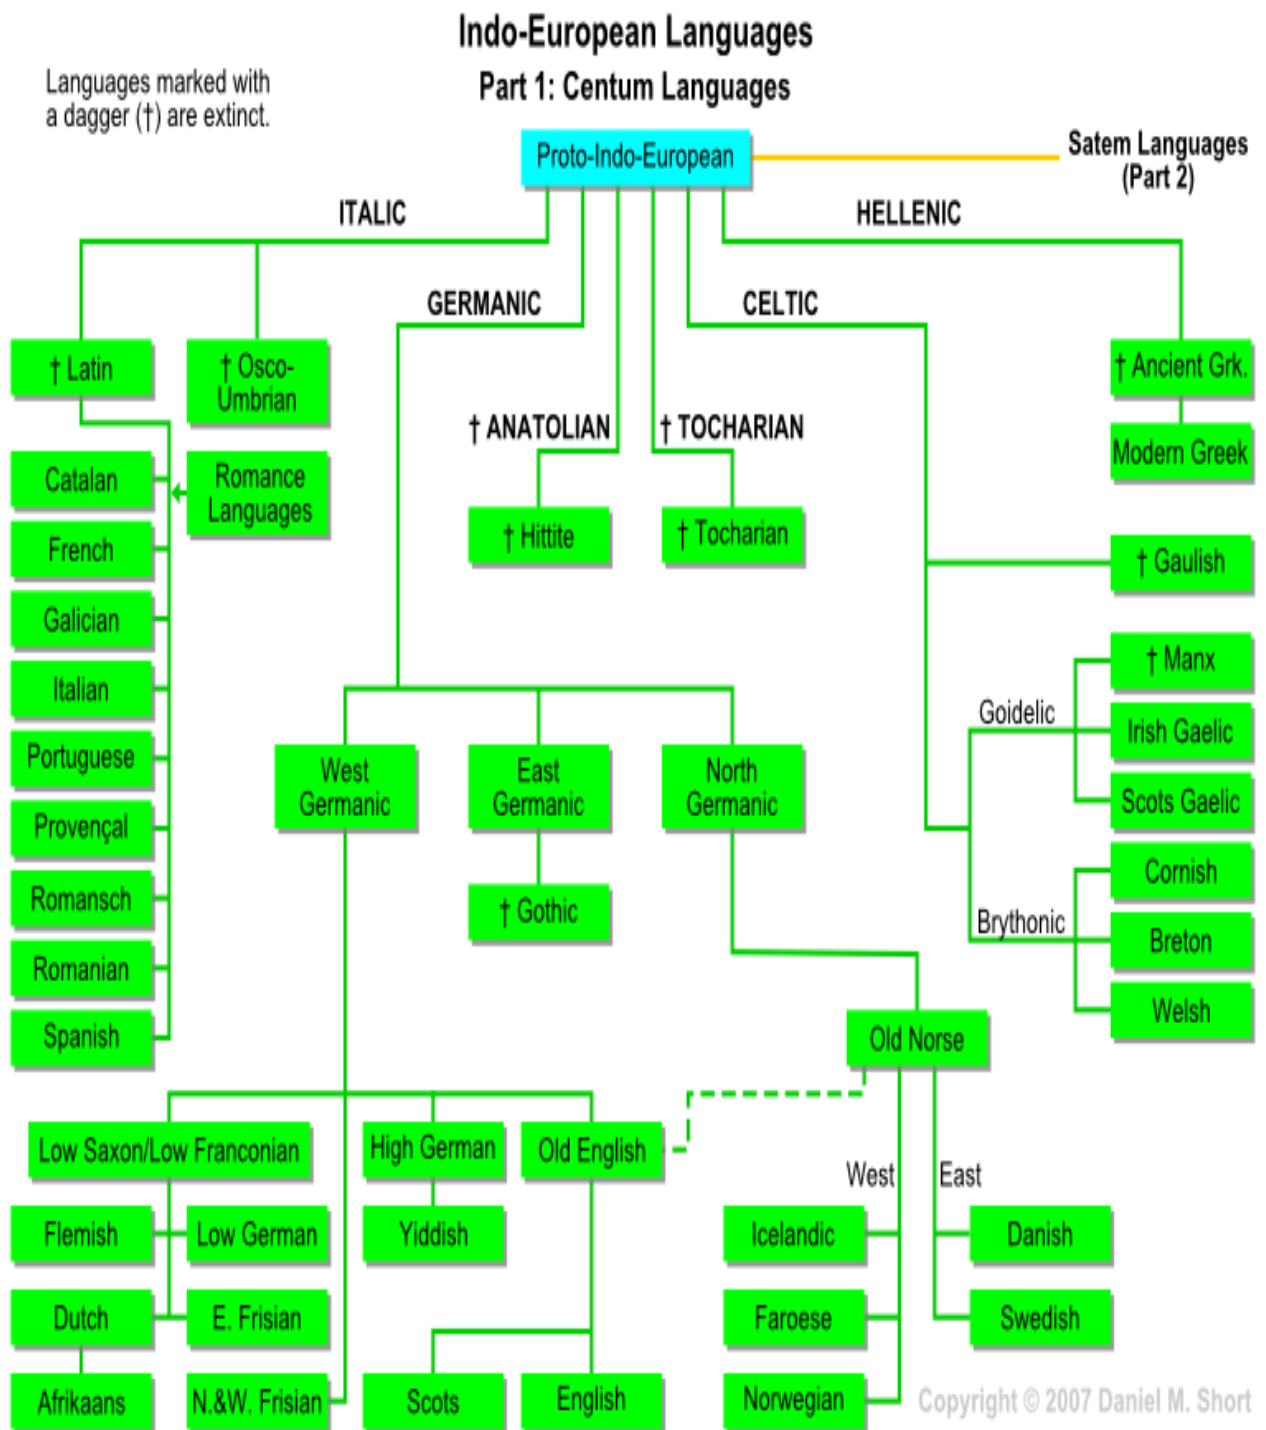 Indo-European Languages
Part 1: Centum Languages
Languages marked with
a dagger (†) are extinct.
Proto-Indo-European
Satem Languages
(Part 2)
ITALIC
HELLENIC
GERMANIC
CELTIC
† Latin
† Osco-
Umbrian
† Ancient Grk.
† ANATOLIAN
† TOCHARIAN
Modern Greek
Catalan
Romance
Languages
† Hittite
† Tocharian
French
† Gaulish
Galician
† Manx
Italian
Goidelic
Irish Gaelic
Portuguese
West
Germanic
East
Germanic
North
Germanic
Scots Gaelic
Provençal
Cornish
Romansch
† Gothic
Brythonic
Breton
Romanian
Welsh
Spanish
Old Norse
Low Saxon/Low Franconian
High German
Old English
West
East
Flemish
Low German
Yiddish
Icelandic
Danish
Dutch
E. Frisian
Faroese
Swedish
Afrikaans
N.&W. Frisian
Scots
English
Norwegian
Copyright © 2007 Daniel M. Short